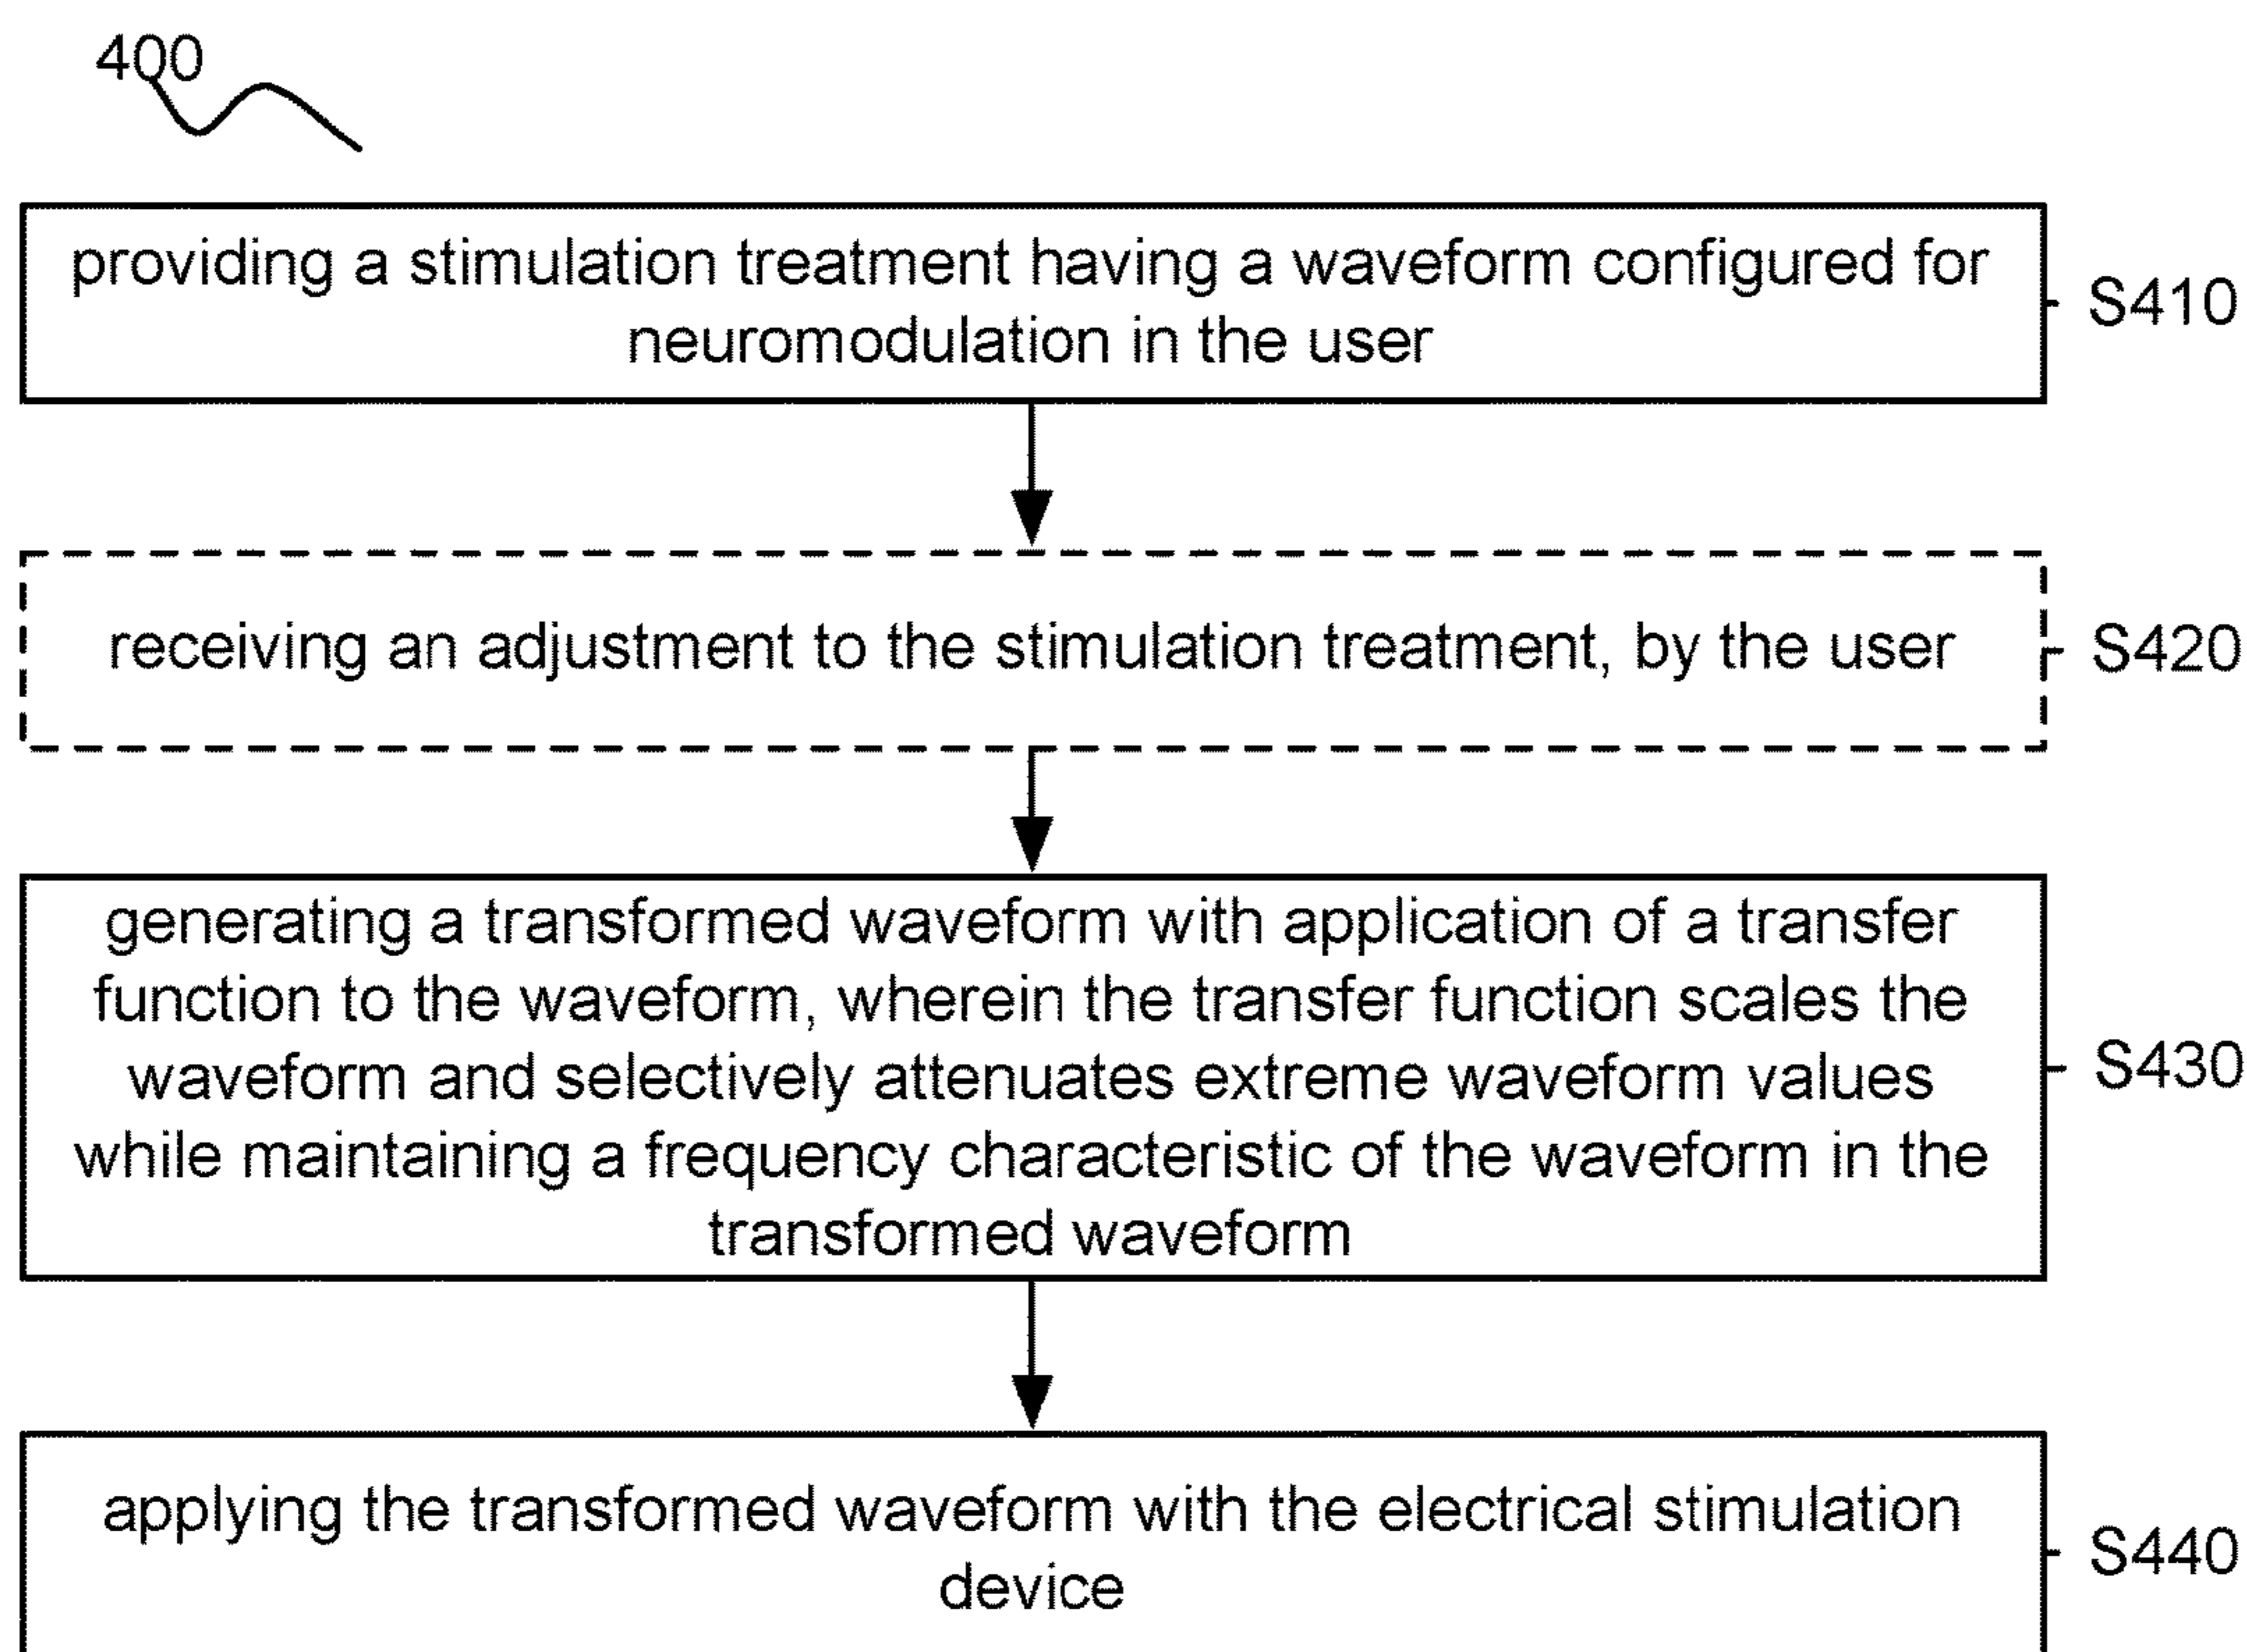 400
providing a stimulation treatment having a waveform configured for
neuromodulation in the user
S410
receiving an adjustment to the stimulation treatment, by the user
S420
generating a transformed waveform with application of a transfer
function to the waveform, wherein the transfer function scales the
waveform and selectively attenuates extreme waveform values
while maintaining a frequency characteristic of the waveform in the
transformed waveform
S430
applying the transformed waveform with the electrical stimulation
device
S440